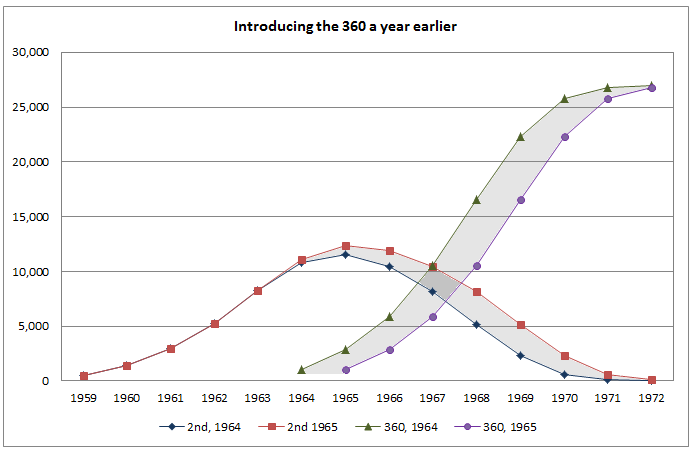 Introducing the 360 a year earlier
30,000
25,000
20,000
15,000
10,000
5,000
0
1959 1960 1961 1962 1963 1964 1965 1966 1967 1968 1969 1970 1971 1972
2nd, 1964 2nd 1965 360, 1964 360, 1965